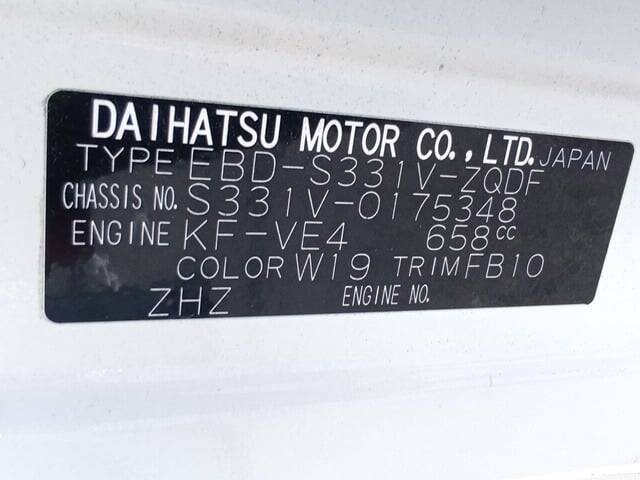 DAIHATSU MOTOR CO., LTD. JAPAN
TYPE EBD-S331V-ZQDF
CHASSIS NO. S331V-0175348
ENGINE KF-VE4 658cc
COLOR W19 TRIM FB10
ZHZ ENGINE NO.